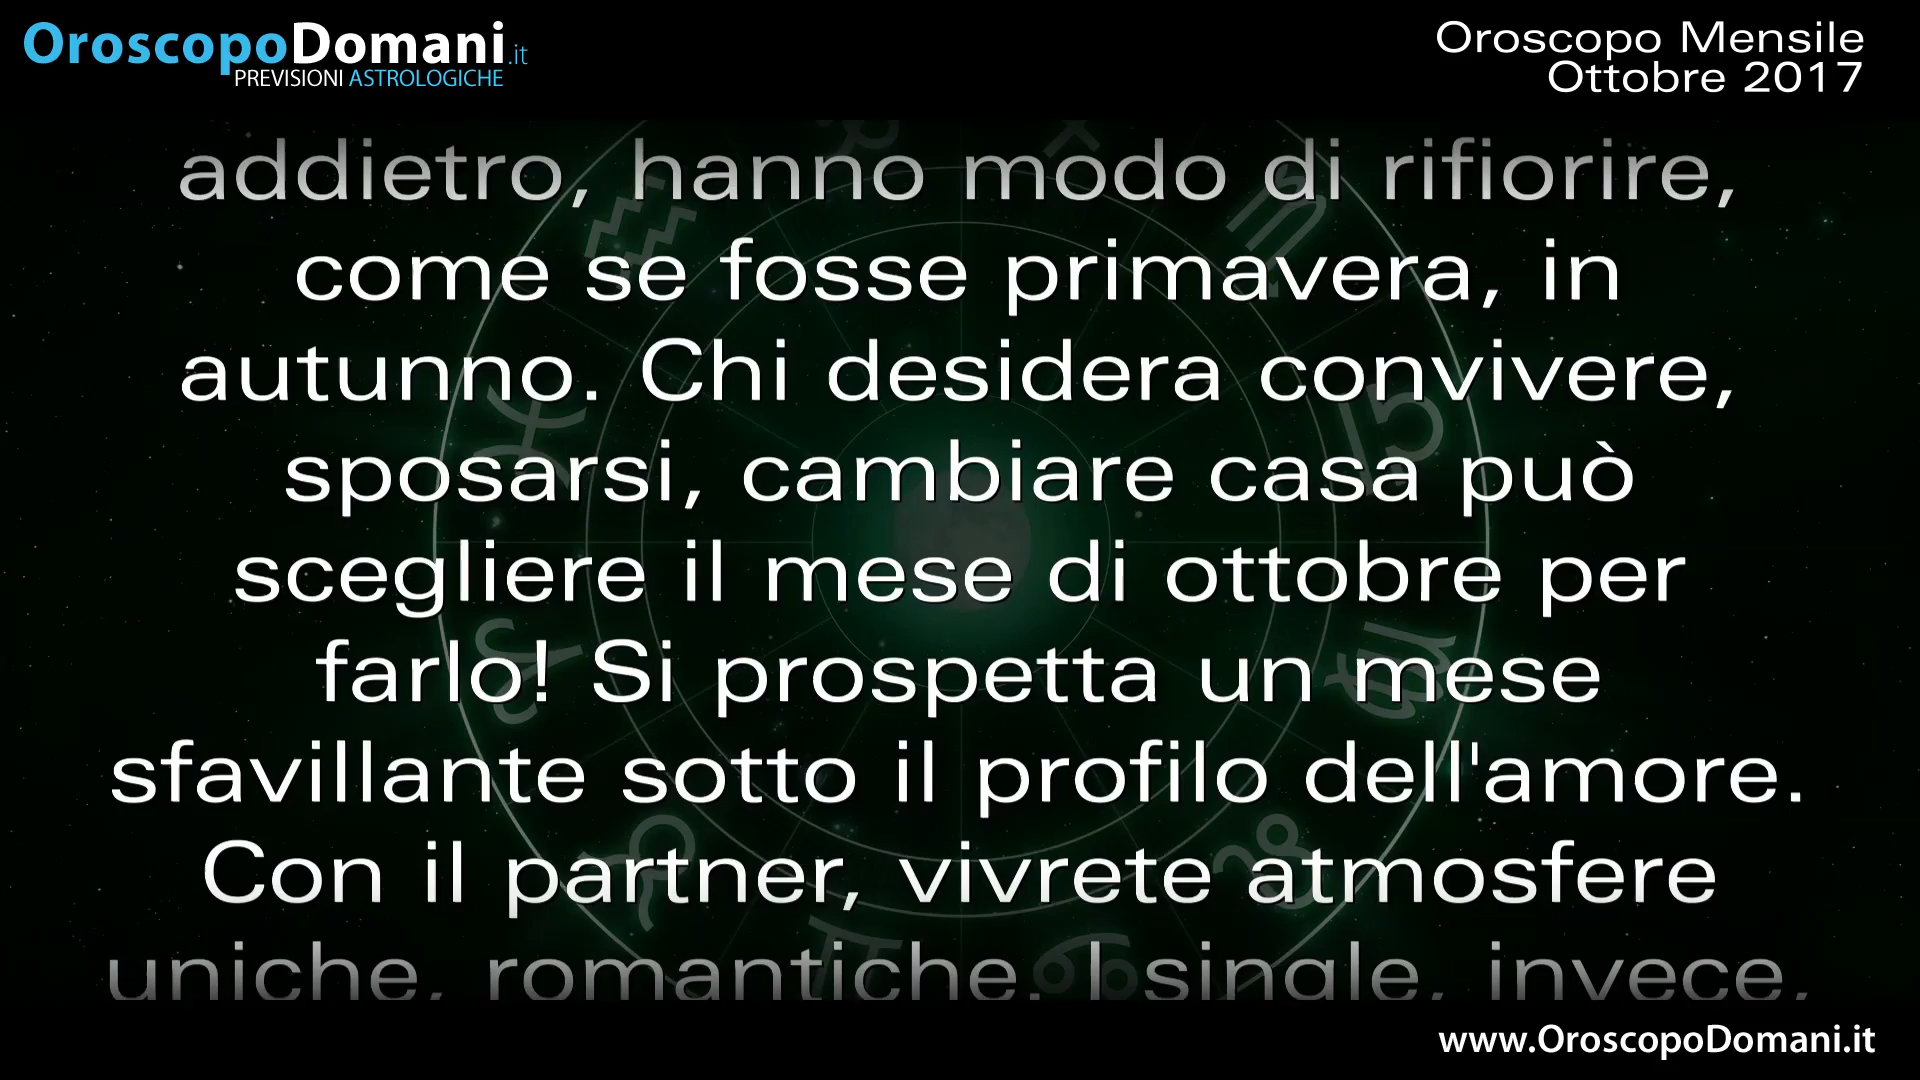 OroscopoDomani.it
PREVISIONI ASTROLOGICHE
Oroscopo Mensile
Ottobre 2017
addietro, hanno modo di rifiorire,
come se fosse primavera, in
autunno. Chi desidera convivere,
sposarsi, cambiare casa può
scegliere il mese di ottobre per
farlo! Si prospetta un mese
sfavillante sotto il profilo dell'amore.
Con il partner, vivrete atmosfere
uniche, romantiche. I single, invece,
www.OroscopoDomani.it